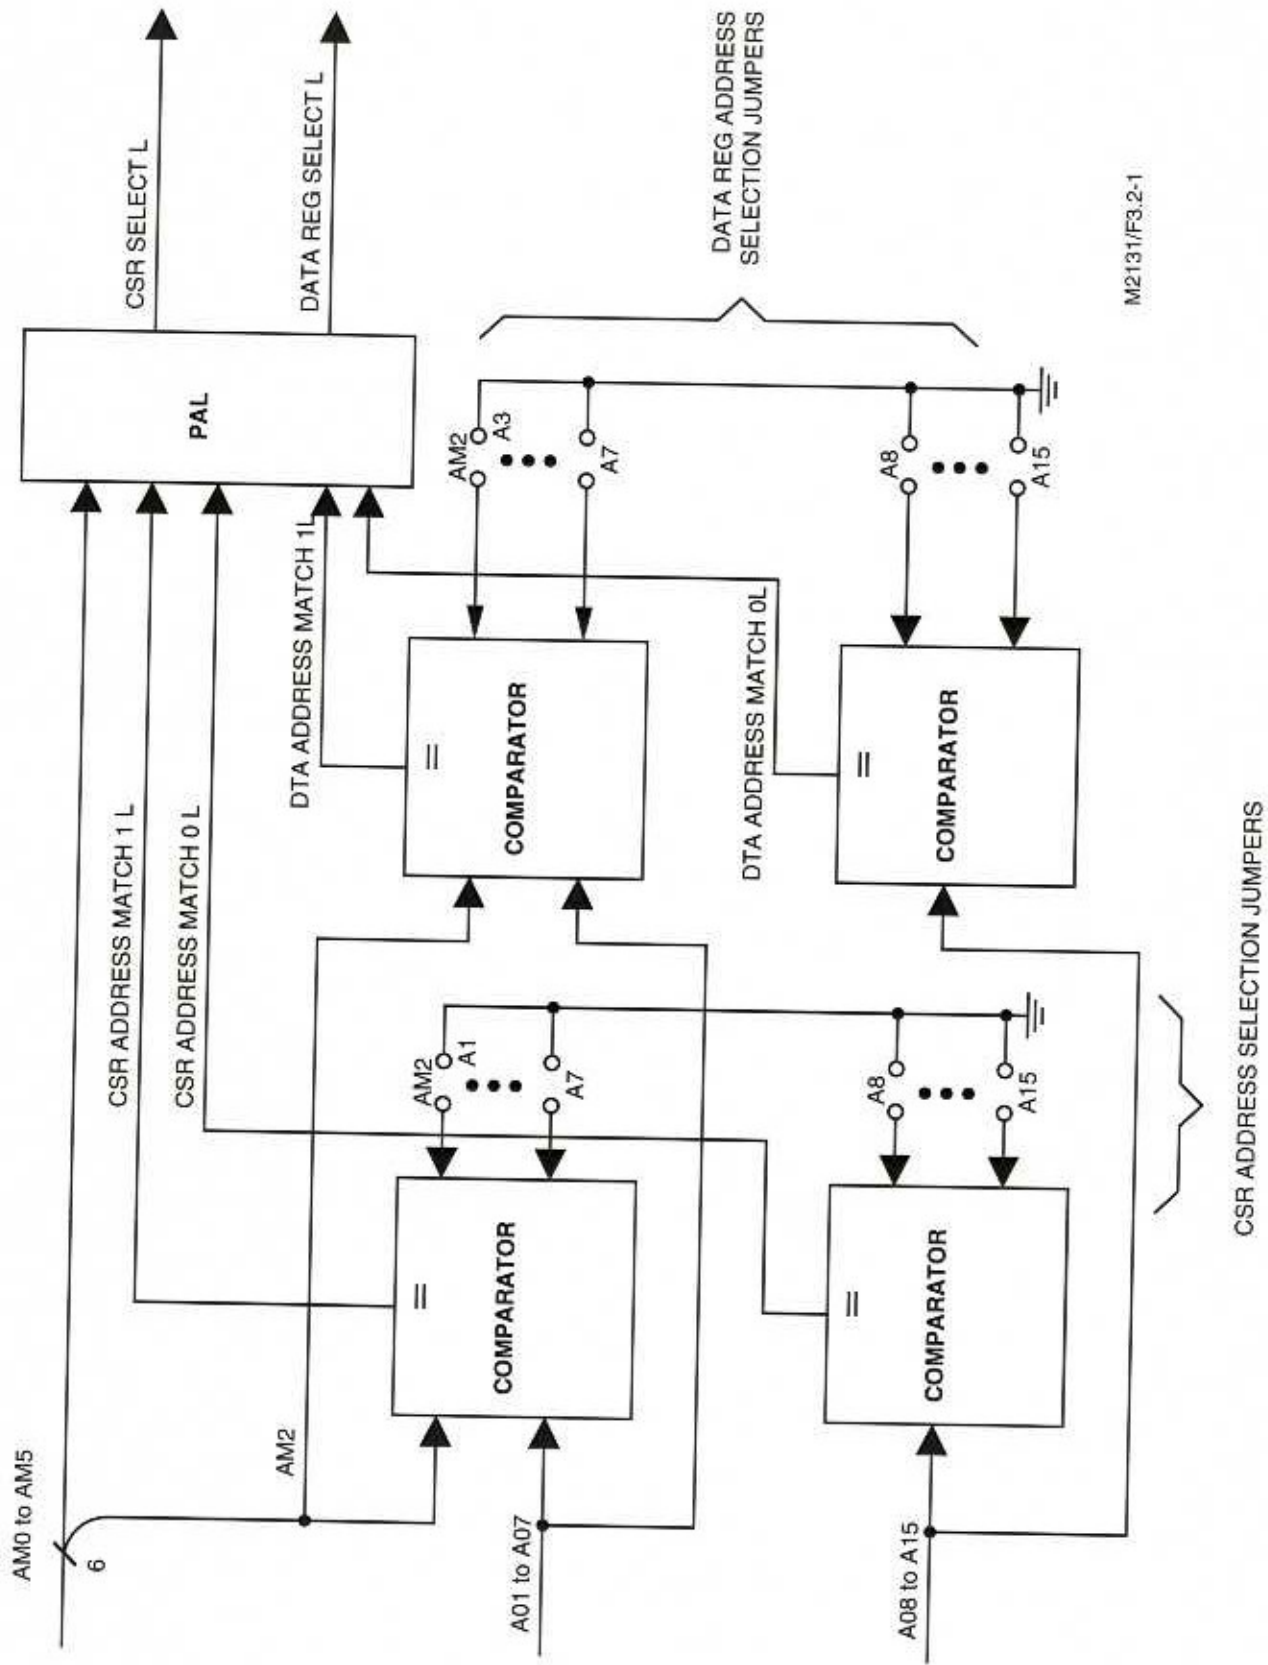 CSR SELECT L
DATA REG SELECT L
PAL
CSR ADDRESS MATCH 1 L
CSR ADDRESS MATCH 0 L
DTA ADDRESS MATCH 1L
DTA ADDRESS MATCH 0L
AM2
A3
A7
A8
A15
DATA REG ADDRESS
SELECTION JUMPERS
COMPARATOR
=
COMPARATOR
=
AM2
A1
A7
A8
A15
CSR ADDRESS SELECTION JUMPERS
COMPARATOR
=
COMPARATOR
=
AM0 to AM5
6
AM2
A01 to A07
A08 to A15
M2131/F3.2-1